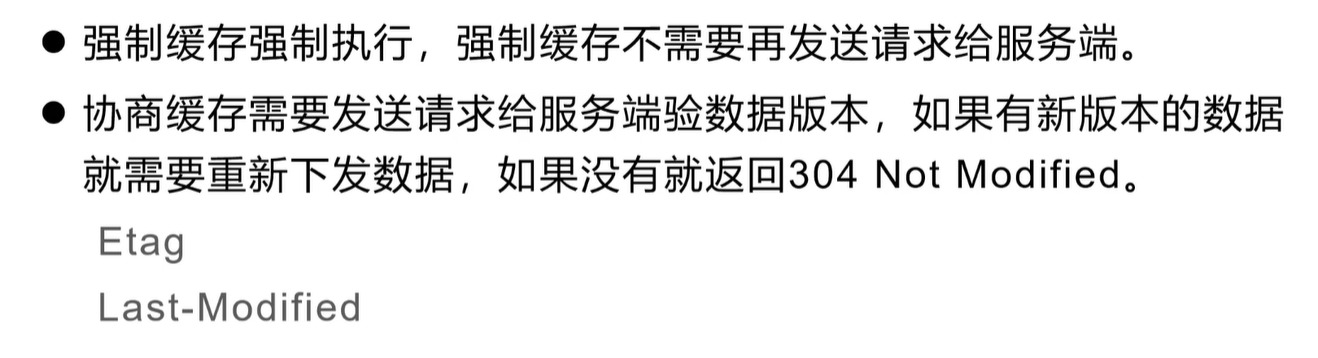 ● 强制缓存强制执行，强制缓存不需要再发送请求给服务端。
● 协商缓存需要发送请求给服务端验数据版本，如果有新版本的数据
就需要重新下发数据，如果没有就返回304 Not Modified。
Etag
Last-Modified